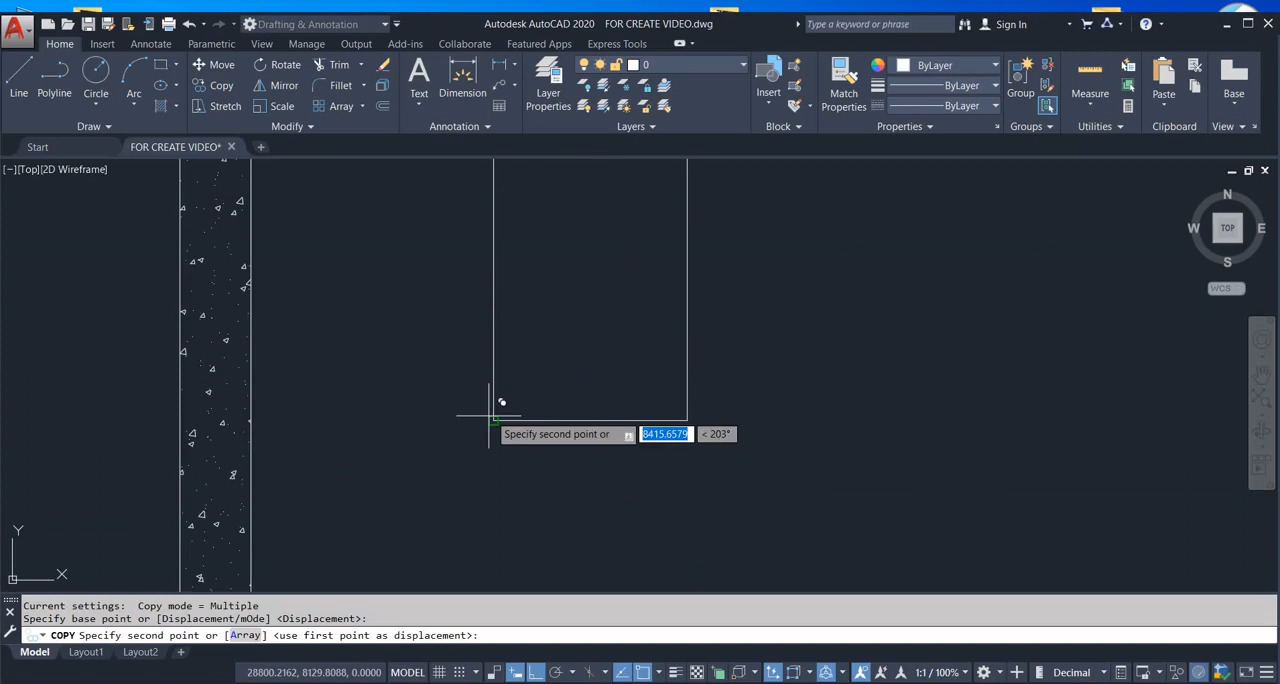 Drafting & Annotation
Autodesk AutoCAD 2020 FOR CREATE VIDEO.dwg
Type a keyword or phrase
Sign In
Home Insert Annotate Parametric View Manage Output Add-ins Collaborate Featured Apps Express Tools
Line Polyline Circle Arc
Move Rotate Trim
Copy Mirror Fillet
Stretch Scale Array
Text Dimension
Layer Properties
0
Insert
Match Properties
ByLayer
ByLayer
ByLayer
Group
Measure
Paste
Base
Draw Modify Annotation Layers Block Properties Groups Utilities Clipboard View
Start FOR CREATE VIDEO*
[−][Top][2D Wireframe]
N
W TOP E
S
WCS
Specify second point or 8415.6579 < 203°
Y
X
Current settings: Copy mode = Multiple
Specify base point or [Displacement/mOde] <Displacement>:
COPY Specify second point or [Array] <use first point as displacement>:
Model Layout1 Layout2 +
28800.2162, 8129.8088, 0.0000 MODEL 1:1 / 100% Decimal